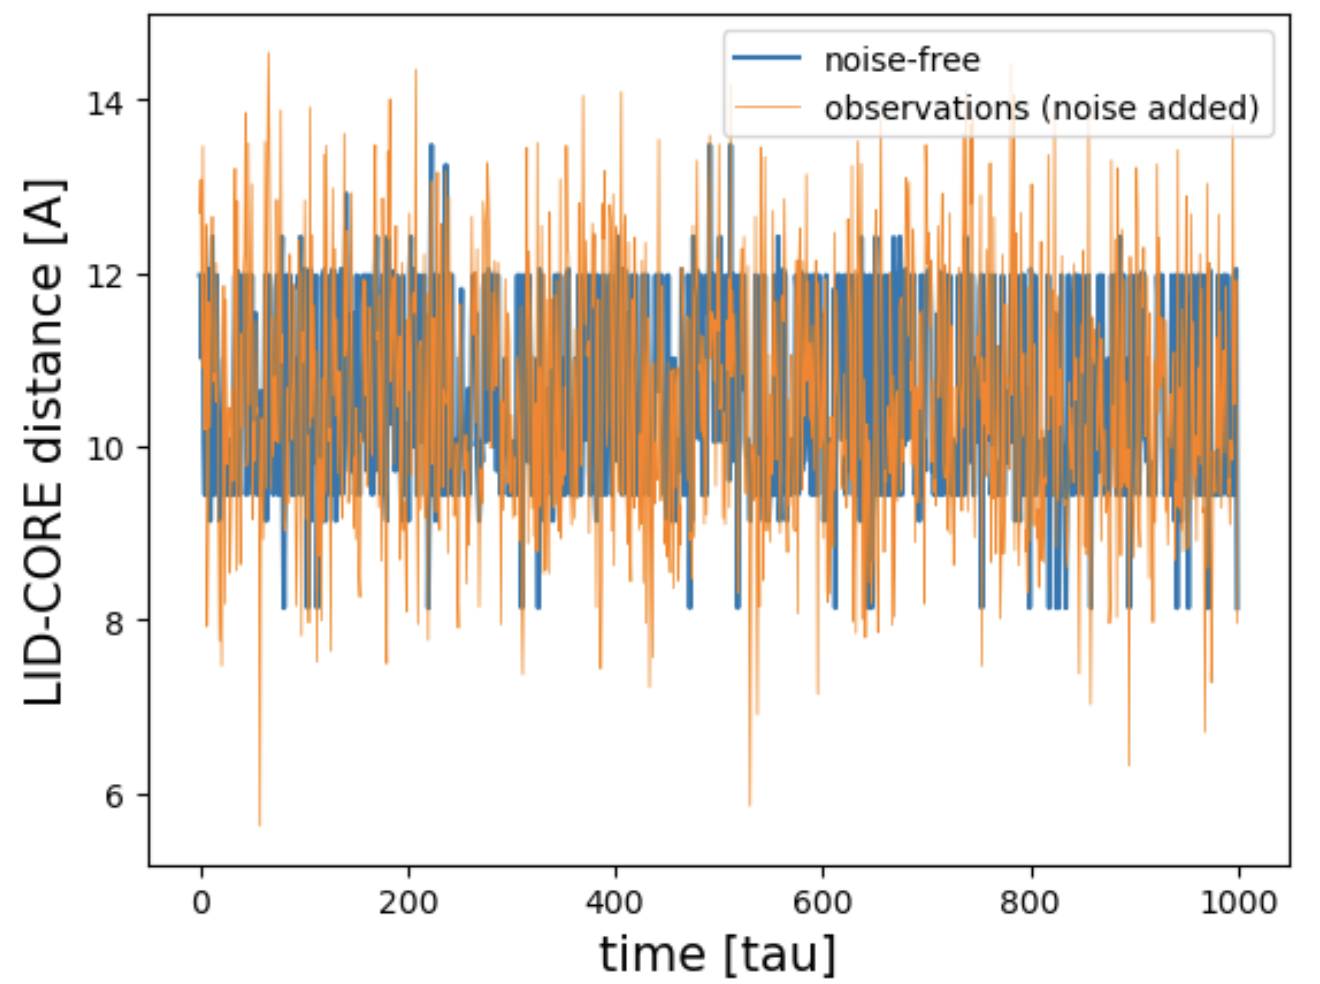 noise-free
observations (noise added)
LID-CORE distance [A]
14
12
10
8
6
0 200 400 600 800 1000
time [tau]